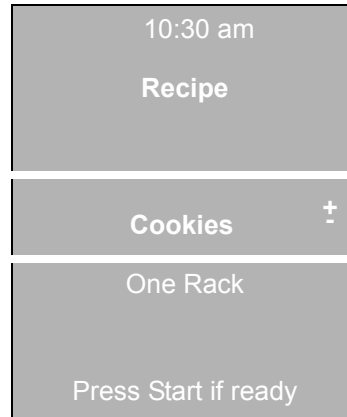 10:30 am
Recipe
+
Cookies -
One Rack
Press Start if ready